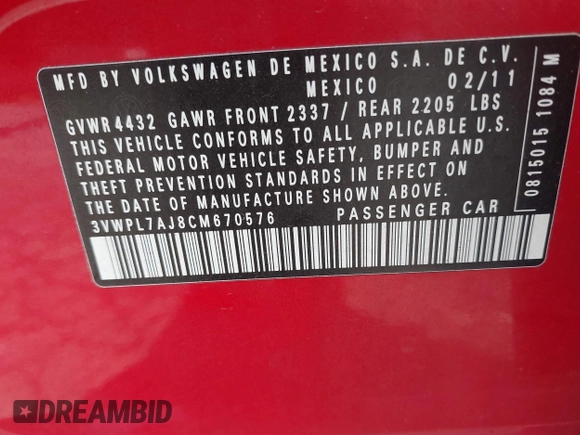 MFD BY VOLKSWAGEN DE MEXICO S.A. DE C.V.
MEXICO 02/11
GVWR 4432 GAWR FRONT 2337 / REAR 2205 LBS
THIS VEHICLE CONFORMS TO ALL APPLICABLE U.S.
FEDERAL MOTOR VEHICLE SAFETY, BUMPER AND
THEFT PREVENTION STANDARDS IN EFFECT ON
THE DATE OF MANUFACTURE SHOWN ABOVE.
3VWPL7AJ8CM670576 PASSENGER CAR
0815015 1084 M
DREAMBID